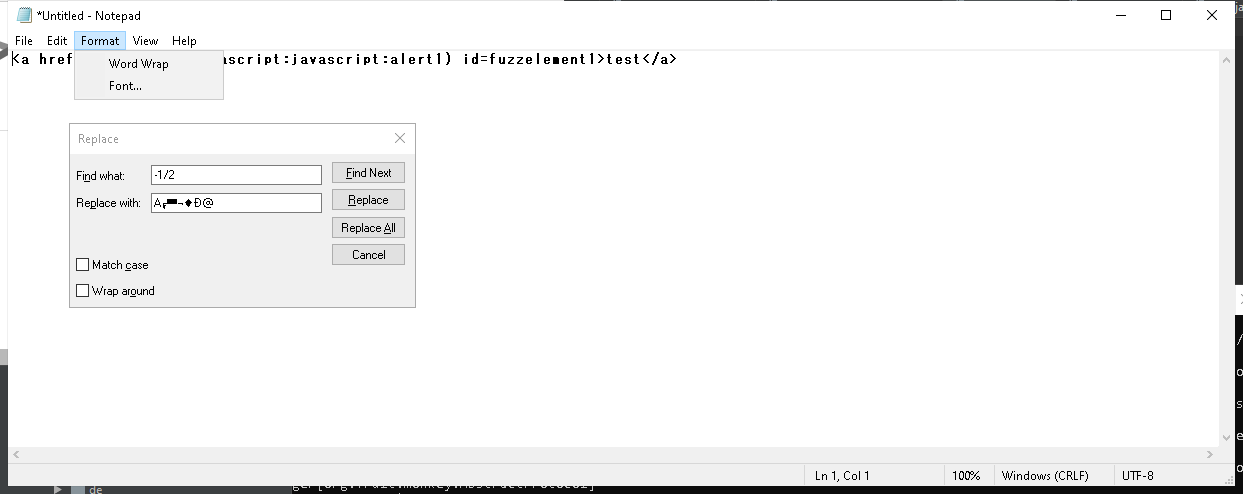 *Untitled - Notepad
File Edit Format View Help
<a href ascript:javascript:alert1) id=fuzzelement1>test</a>
Word Wrap
Font...
Replace
Find what: -1/2 Find Next
Replace with: A┏▀¬♦Ð@ Replace
Replace All
Cancel
Match case
Wrap around
Ln 1, Col 1 100% Windows (CRLF) UTF-8
de